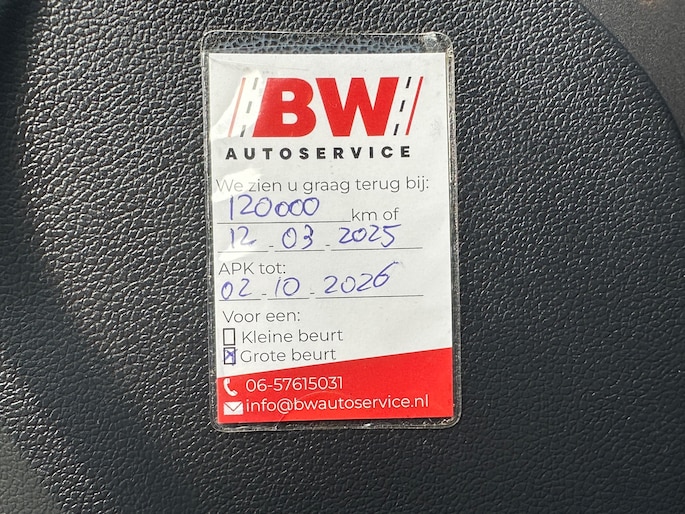 BW
AUTOSERVICE
We zien u graag terug bij:
120000 km of
12 - 03 - 2025
APK tot:
02 - 10 - 2026
Voor een:
Kleine beurt
Grote beurt
06-57615031
info@bwautoservice.nl